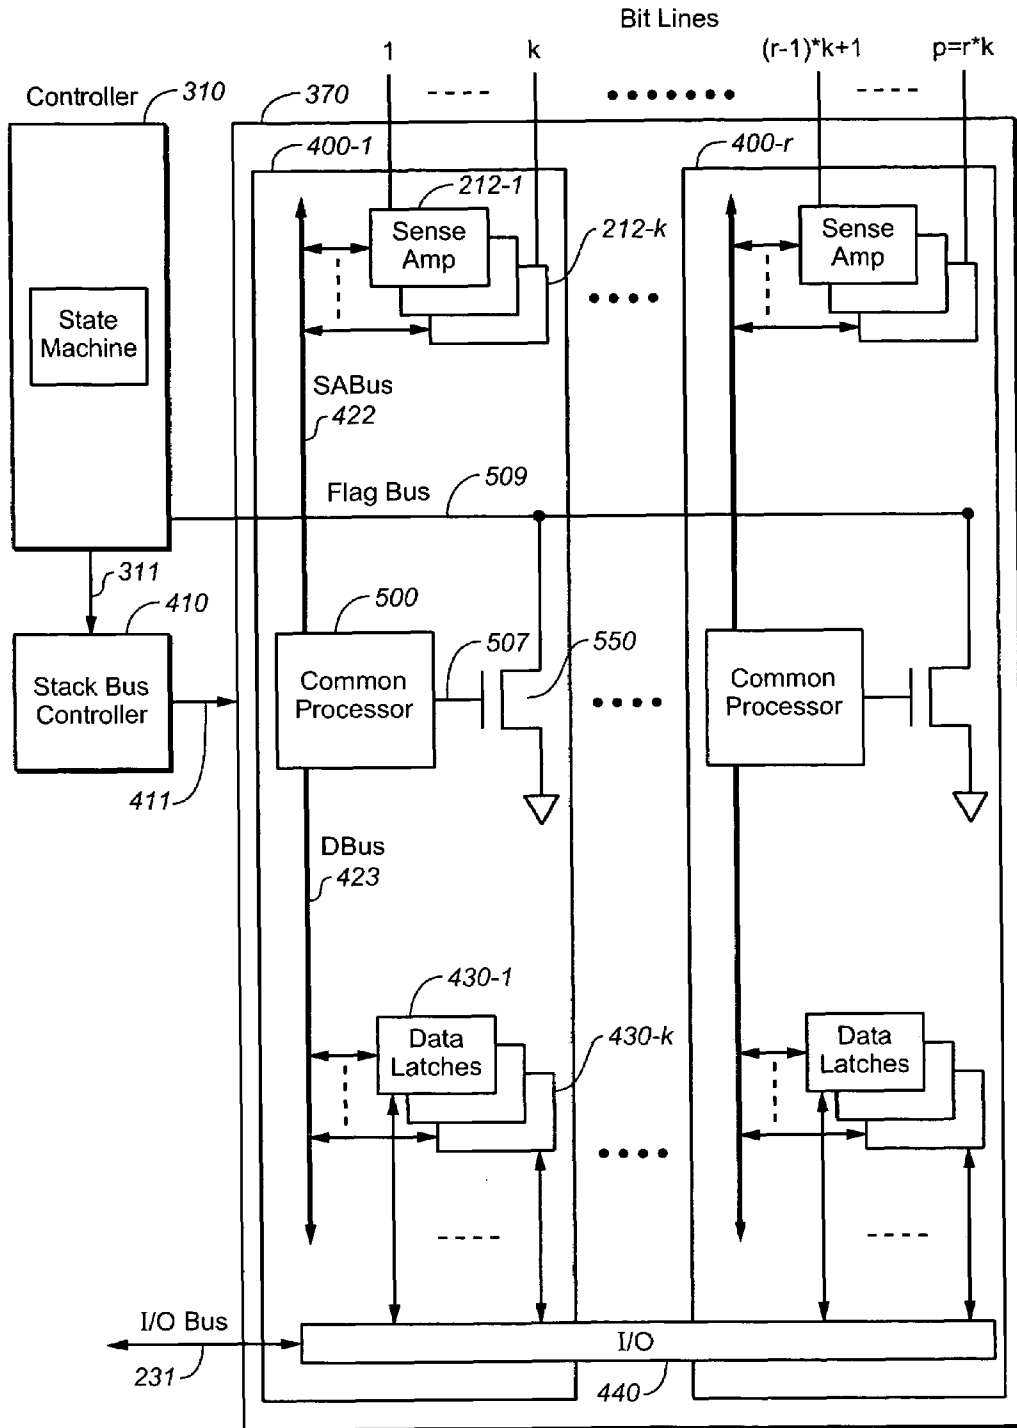 Bit Lines
1
k
(r-1)*k+1
p=r*k
Controller
310
370
400-1
400-r
212-1
Sense
Amp
212-k
Sense
Amp
State
Machine
SABus
422
Flag Bus
509
311
410
500
507
550
Stack Bus
Controller
Common
Processor
Common
Processor
411
DBus
423
430-1
Data
Latches
430-k
Data
Latches
I/O Bus
I/O
231
440